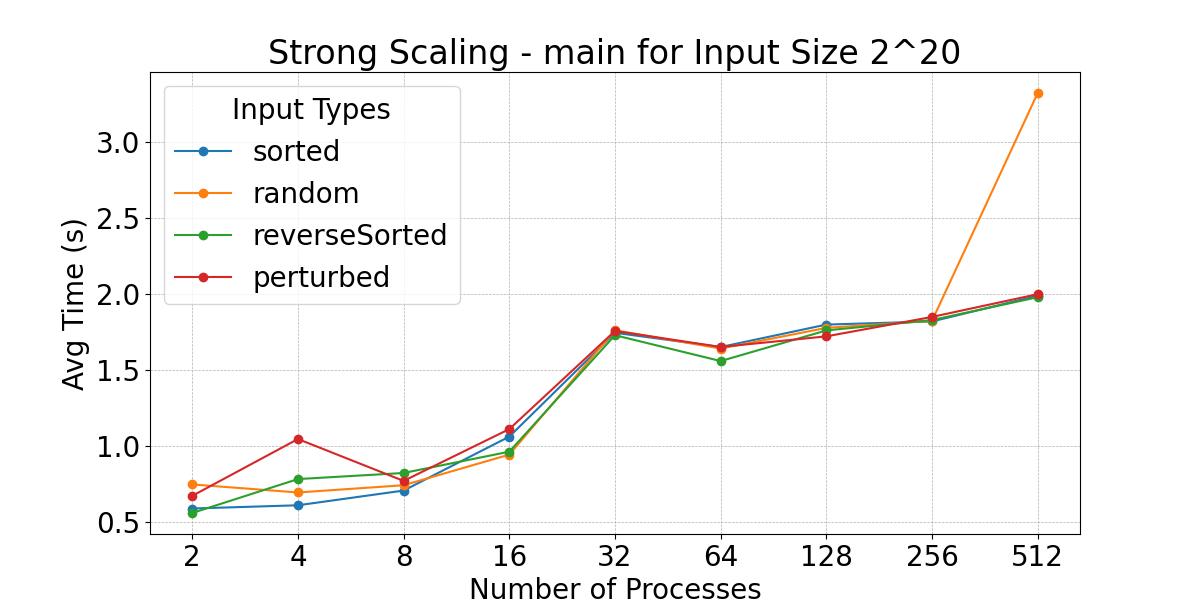 Strong Scaling - main for Input Size 2^20
Input Types
sorted
random
reverseSorted
perturbed
Avg Time (s)
3.0
2.5
2.0
1.5
1.0
0.5
2 4 8 16 32 64 128 256 512
Number of Processes